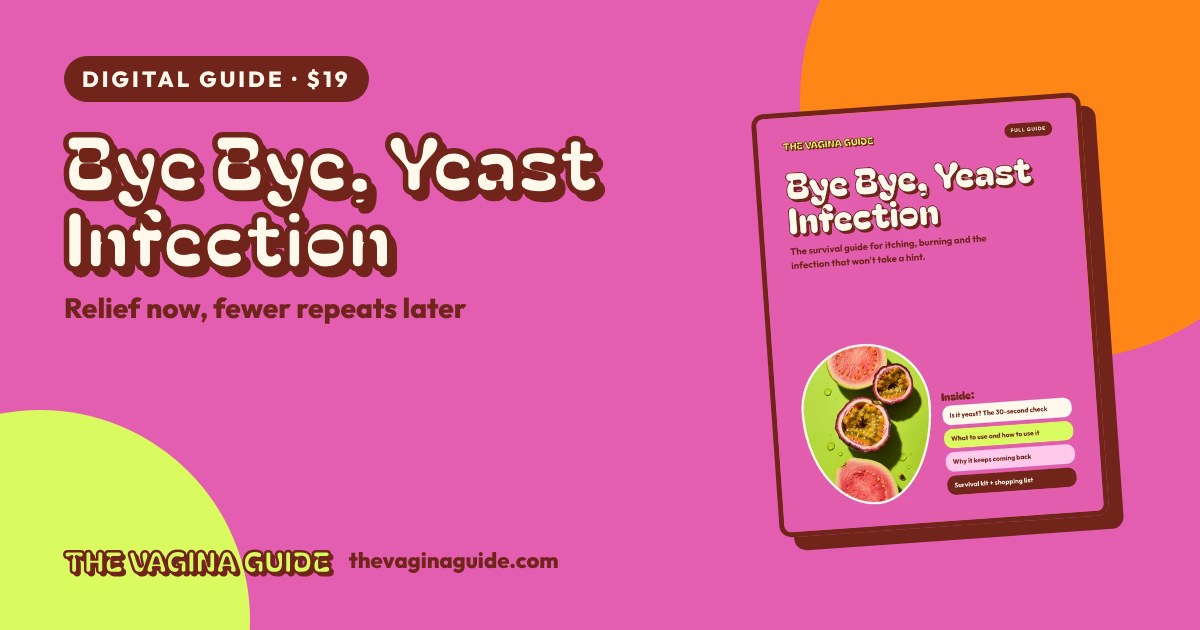 DIGITAL GUIDE · $19
Bye Bye, Yeast
Infection
Relief now, fewer repeats later
THE VAGINA GUIDE
thevaginaguide.com
THE VAGINA GUIDE
FULL GUIDE
Bye Bye, Yeast
Infection
The survival guide for itching, burning and the
infection that won't take a hint.
Inside:
Is it yeast? The 30-second check
What to use and how to use it
Why it keeps coming back
Survival kit + shopping list